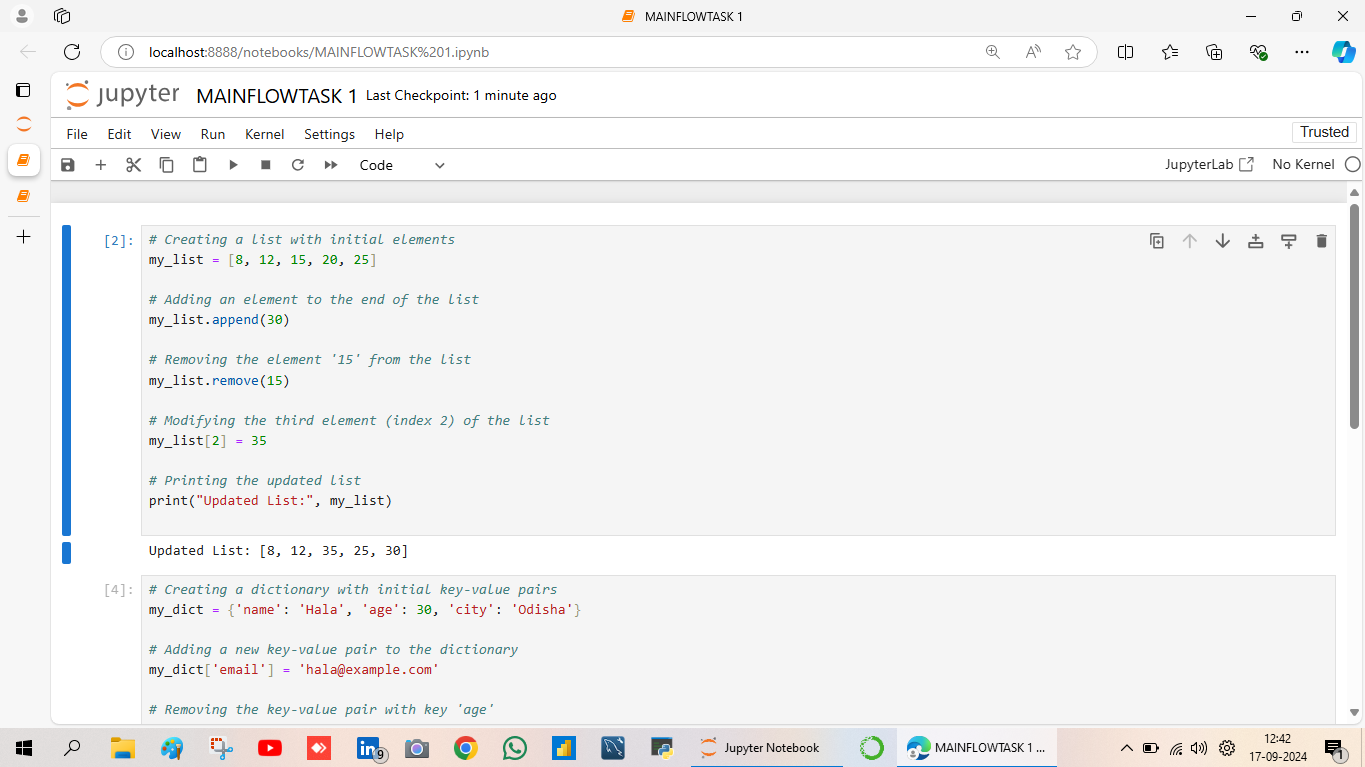 MAINFLOWTASK 1
localhost:8888/notebooks/MAINFLOWTASK%201.ipynb
jupyter MAINFLOWTASK 1 Last Checkpoint: 1 minute ago
File Edit View Run Kernel Settings Help
Trusted
Code
JupyterLab No Kernel
[2]:
# Creating a list with initial elements
my_list = [8, 12, 15, 20, 25]
# Adding an element to the end of the list
my_list.append(30)
# Removing the element '15' from the list
my_list.remove(15)
# Modifying the third element (index 2) of the list
my_list[2] = 35
# Printing the updated list
print("Updated List:", my_list)
Updated List: [8, 12, 35, 25, 30]
[4]:
# Creating a dictionary with initial key-value pairs
my_dict = {'name': 'Hala', 'age': 30, 'city': 'Odisha'}
# Adding a new key-value pair to the dictionary
my_dict['email'] = 'hala@example.com'
# Removing the key-value pair with key 'age'
in 9
Jupyter Notebook
MAINFLOWTASK 1 ...
12:42
17-09-2024
1